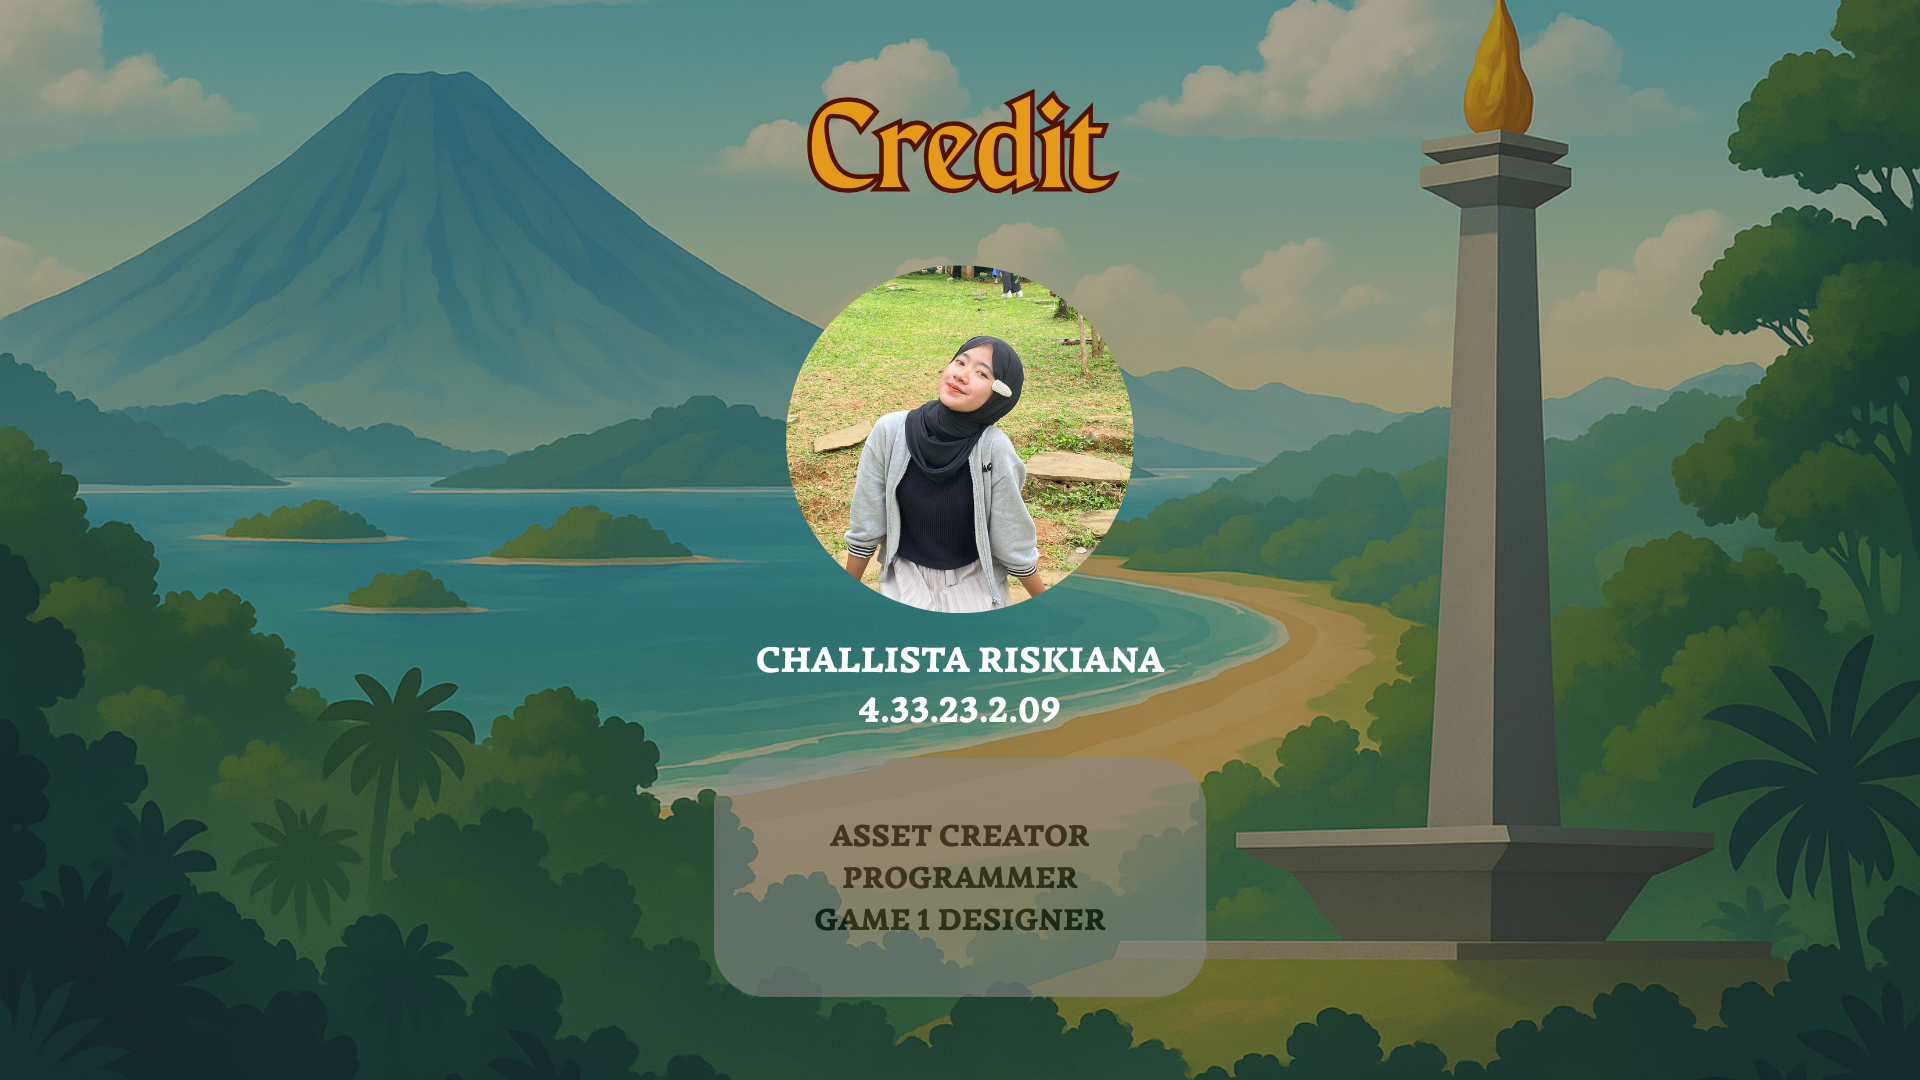 Credit
CHALLISTA RISKIANA
4.33.23.2.09
ASSET CREATOR
PROGRAMMER
GAME 1 DESIGNER